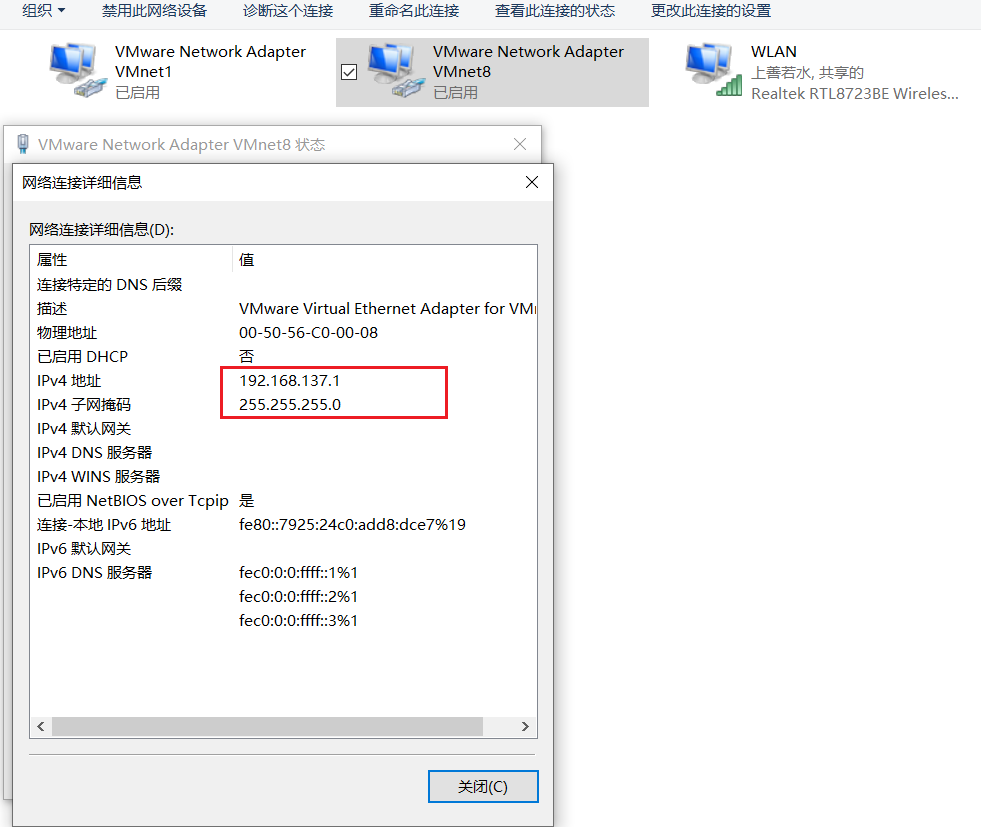 组织 禁用此网络设备 诊断这个连接 重命名此连接 查看此连接的状态 更改此连接的设置
VMware Network Adapter
VMnet1
已启用
VMware Network Adapter
VMnet8
已启用
WLAN
上善若水, 共享的
Realtek RTL8723BE Wireles...
VMware Network Adapter VMnet8 状态
网络连接详细信息
网络连接详细信息(D):
属性 值
连接特定的 DNS 后缀
描述 VMware Virtual Ethernet Adapter for VM
物理地址 00-50-56-C0-00-08
已启用 DHCP 否
IPv4 地址 192.168.137.1
IPv4 子网掩码 255.255.255.0
IPv4 默认网关
IPv4 DNS 服务器
IPv4 WINS 服务器
已启用 NetBIOS over Tcpip 是
连接-本地 IPv6 地址 fe80::7925:24c0:add8:dce7%19
IPv6 默认网关
IPv6 DNS 服务器 fec0:0:0:ffff::1%1
fec0:0:0:ffff::2%1
fec0:0:0:ffff::3%1
关闭(C)